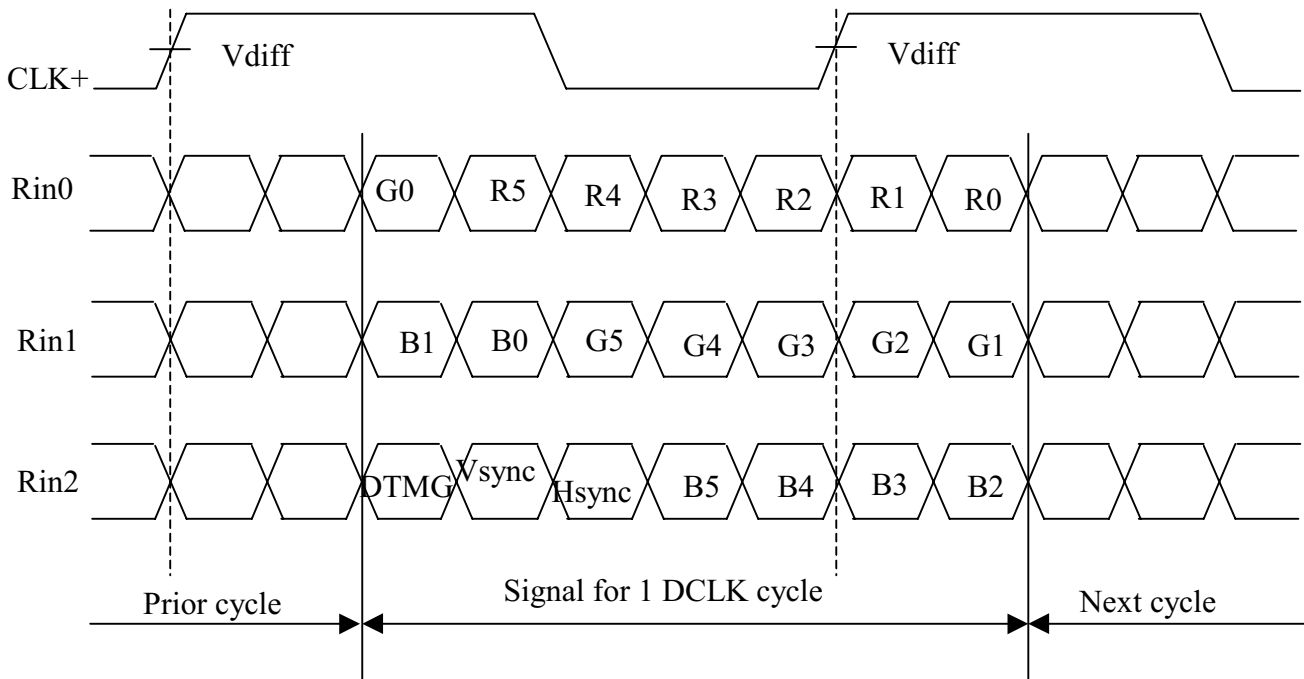 Vdiff Vdiff
CLK+
Rin0 G0 R5 R4 R3 R2 R1 R0
Rin1 B1 B0 G5 G4 G3 G2 G1
Rin2 DTMG Vsync Hsync B5 B4 B3 B2
Prior cycle Signal for 1 DCLK cycle Next cycle